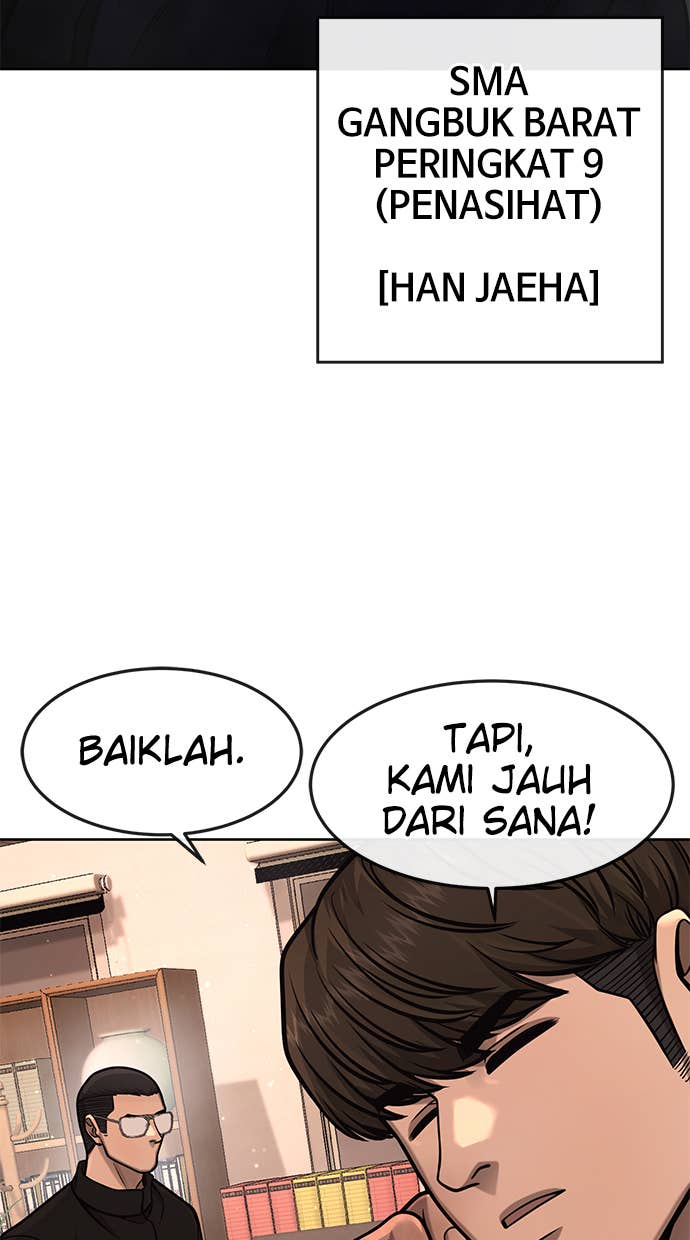 SMA
GANGBUK BARAT
PERINGKAT 9
(PENASIHAT)
[HAN JAEHA]
BAIKLAH.
TAPI,
KAMI JAUH
DARI SANA!